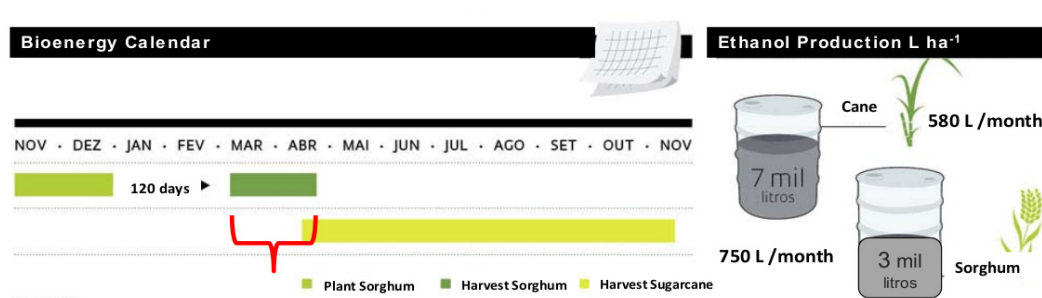 Bioenergy Calendar
NOV · DEZ · JAN · FEV · MAR · ABR · MAI · JUN · JUL · AGO · SET · OUT · NOV
120 days
Plant Sorghum
Harvest Sorghum
Harvest Sugarcane
Ethanol Production L ha⁻¹
Cane
580 L /month
7 mil
litros
750 L /month
3 mil
litros
Sorghum